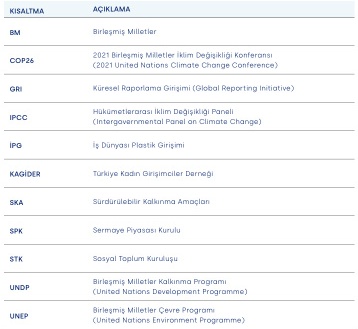 KISALTMA AÇIKLAMA
BM Birleşmiş Milletler
COP26 2021 Birleşmiş Milletler İklim Değişikliği Konferansı
(2021 United Nations Climate Change Conference)
GRI Küresel Raporlama Girişimi (Global Reporting Initiative)
IPCC Hükümetlerarası İklim Değişikliği Paneli
(Intergovernmental Panel on Climate Change)
İPG İş Dünyası Plastik Girişimi
KAGİDER Türkiye Kadın Girişimciler Derneği
SKA Sürdürülebilir Kalkınma Amaçları
SPK Sermaye Piyasası Kurulu
STK Sosyal Toplum Kuruluşu
UNDP Birleşmiş Milletler Kalkınma Programı
(United Nations Development Programme)
UNEP Birleşmiş Milletler Çevre Programı
(United Nations Environment Programme)